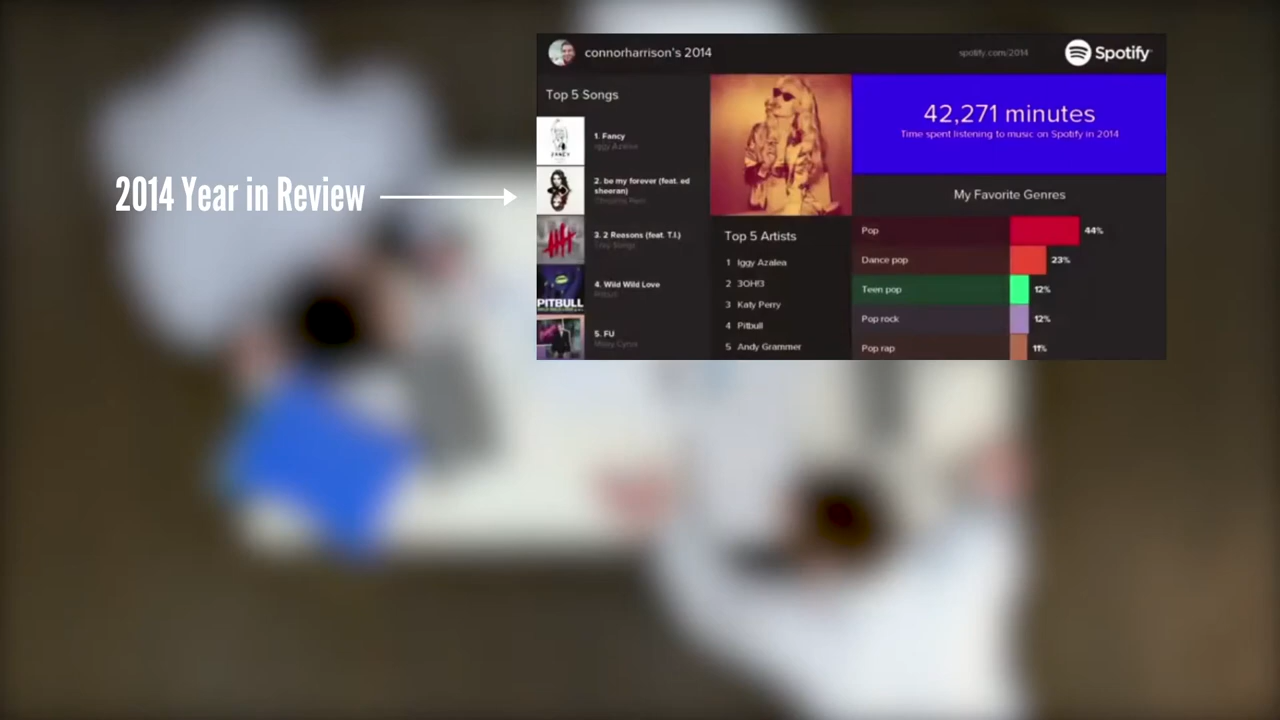 2014 Year in Review
connorharrison's 2014
spotify.com/2014
Spotify
Top 5 Songs
1. Fancy
Iggy Azalea
2. be my forever (feat. ed
sheeran)
Christina Perri
3. 2 Reasons (feat. T.I.)
Trey Songz
4. Wild Wild Love
Pitbull
5. FU
Miley Cyrus
FANCY
PITBULL
Top 5 Artists
1 Iggy Azalea
2 3OH!3
3 Katy Perry
4 Pitbull
5 Andy Grammer
42,271 minutes
Time spent listening to music on Spotify in 2014
My Favorite Genres
Pop 44%
Dance pop 23%
Teen pop 12%
Pop rock 12%
Pop rap 11%